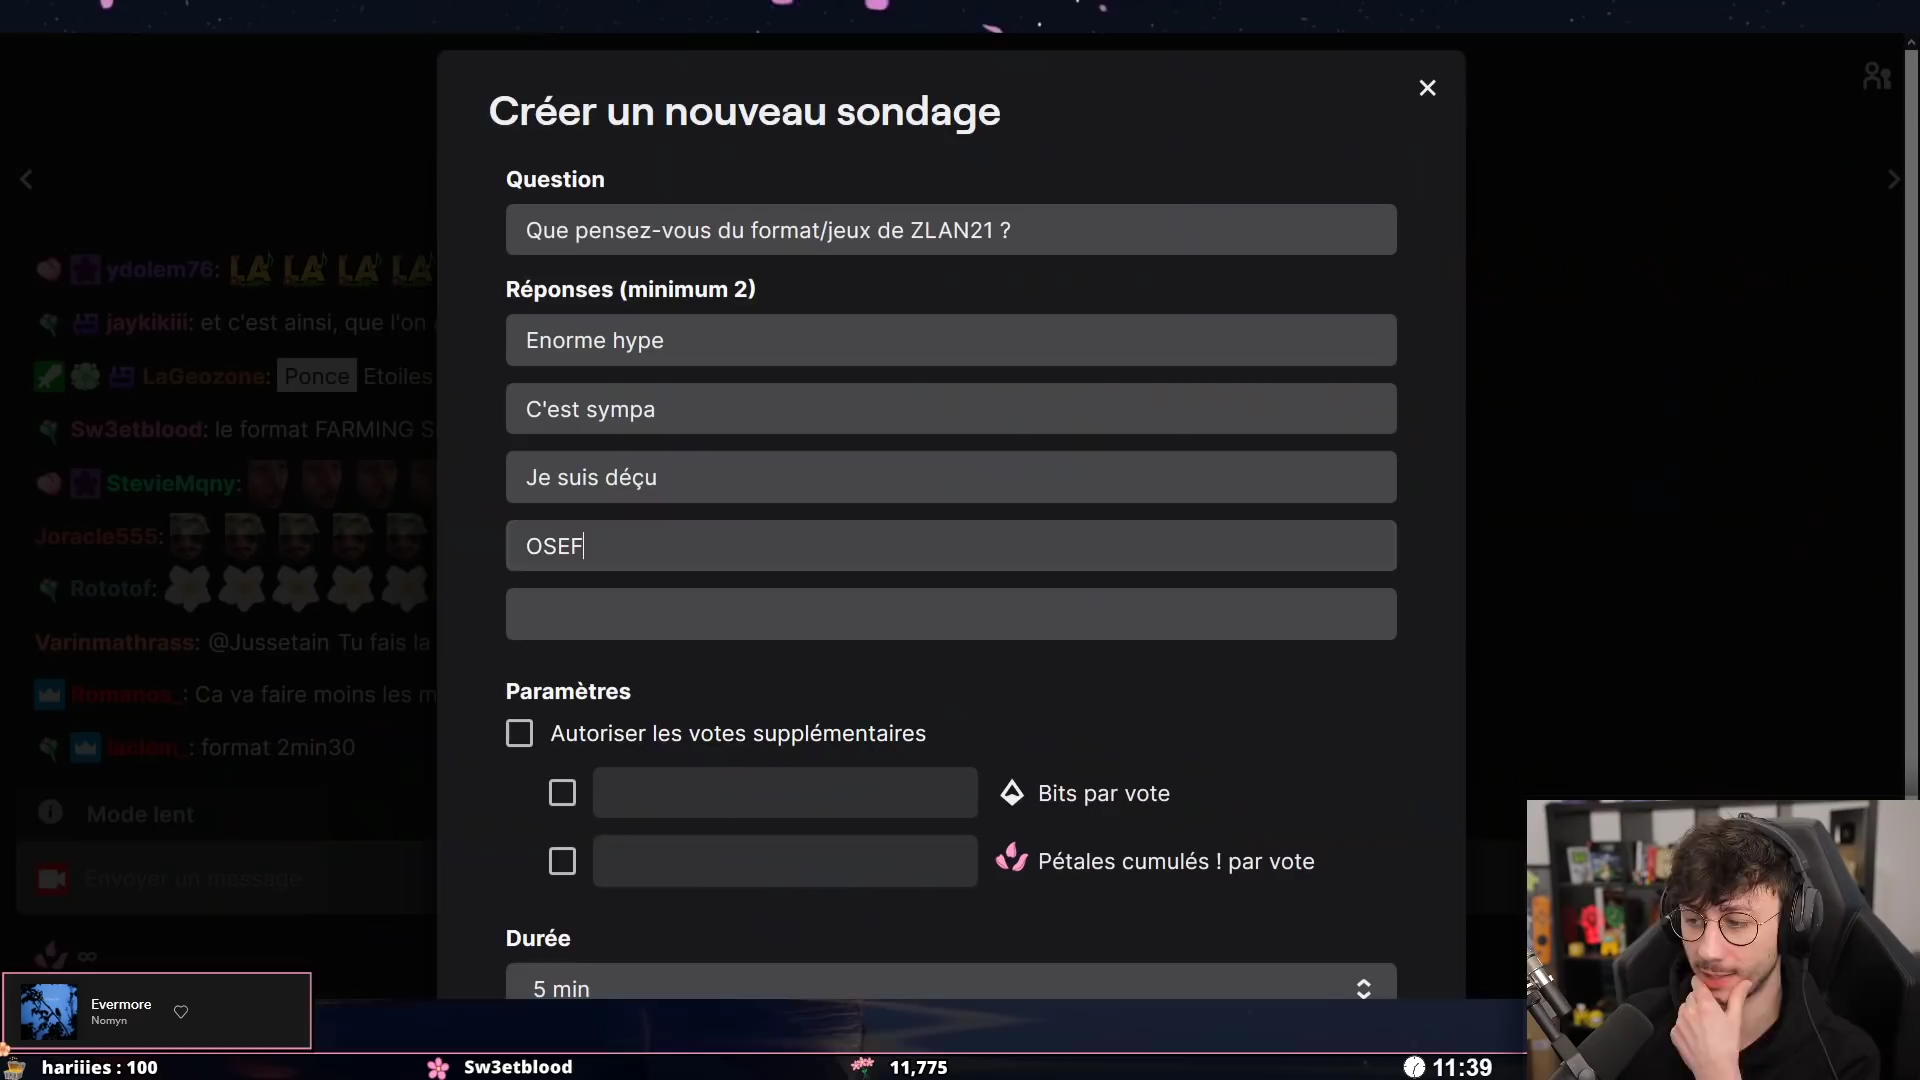 Créer un nouveau sondage
Question
Que pensez-vous du format/jeux de ZLAN21 ?
Réponses (minimum 2)
Enorme hype
C'est sympa
Je suis déçu
OSEF
Paramètres
Autoriser les votes supplémentaires
Bits par vote
Pétales cumulés ! par vote
Durée
5 min
ydolem76: LA LA LA LA
jaykikiii: et c'est ainsi, que l'on
LaGeozone: Ponce Etoiles
Sw3etblood: le format FARMING S
StevieMqny:
Joracle555:
Rototof:
Varinmathrass: @Jussetain Tu fais la
Romanos_: Ca va faire moins les m
: format 2min30
Mode lent
Envoyer un message
∞
Evermore
Nomyn
hariiies : 100
Sw3etblood
11,775
11:39